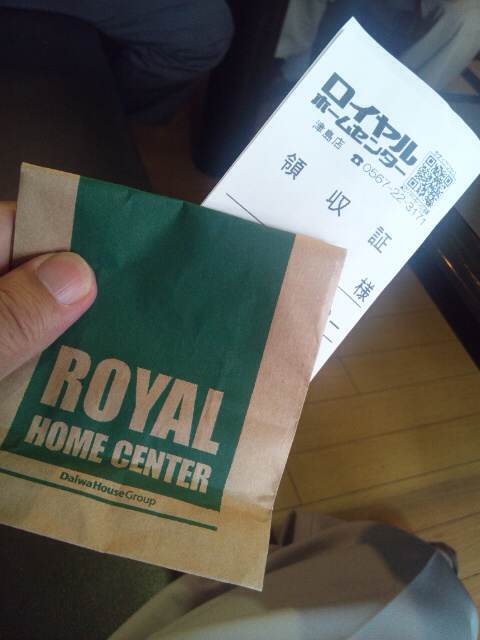 ロイヤル
ホームセンター
津島店
☎0567-22-3171
領収証
様
ROYAL
HOME CENTER
DaiwaHouseGroup